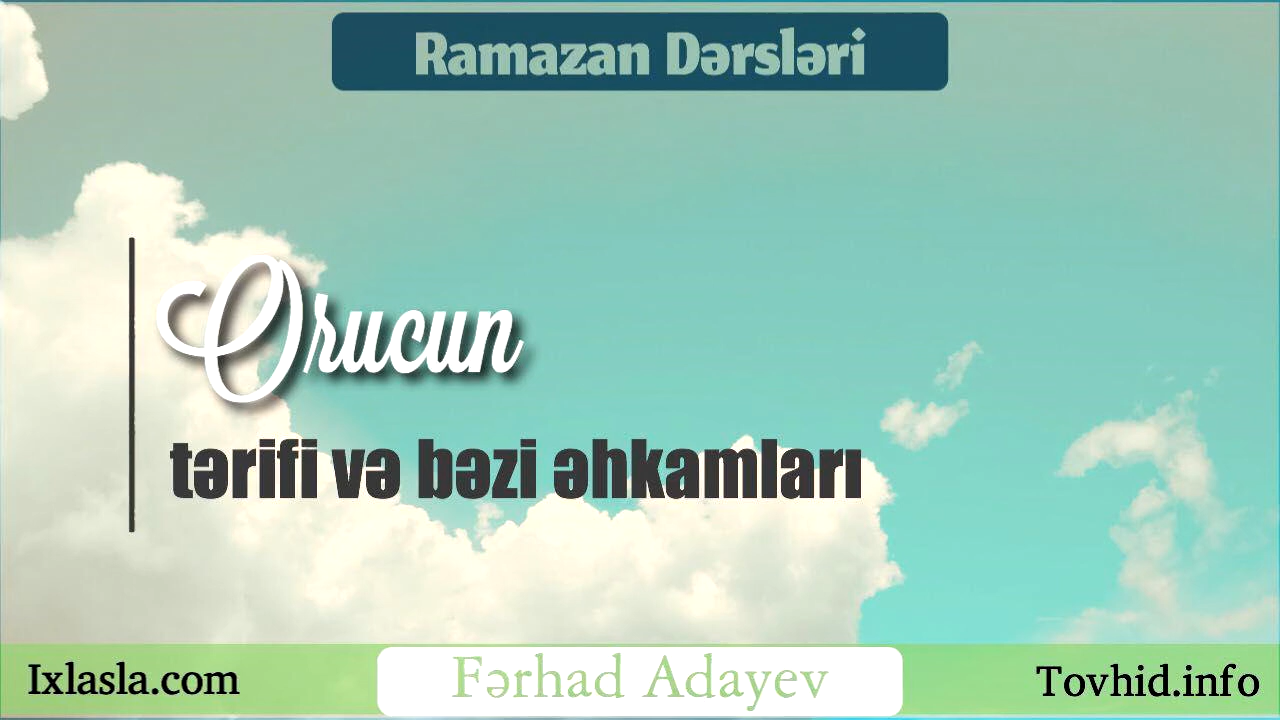 Ramazan Dərsləri
Orucun
tərifi və bəzi əhkamları
Ixlasla.com
Fərhad Adayev
Tovhid.info